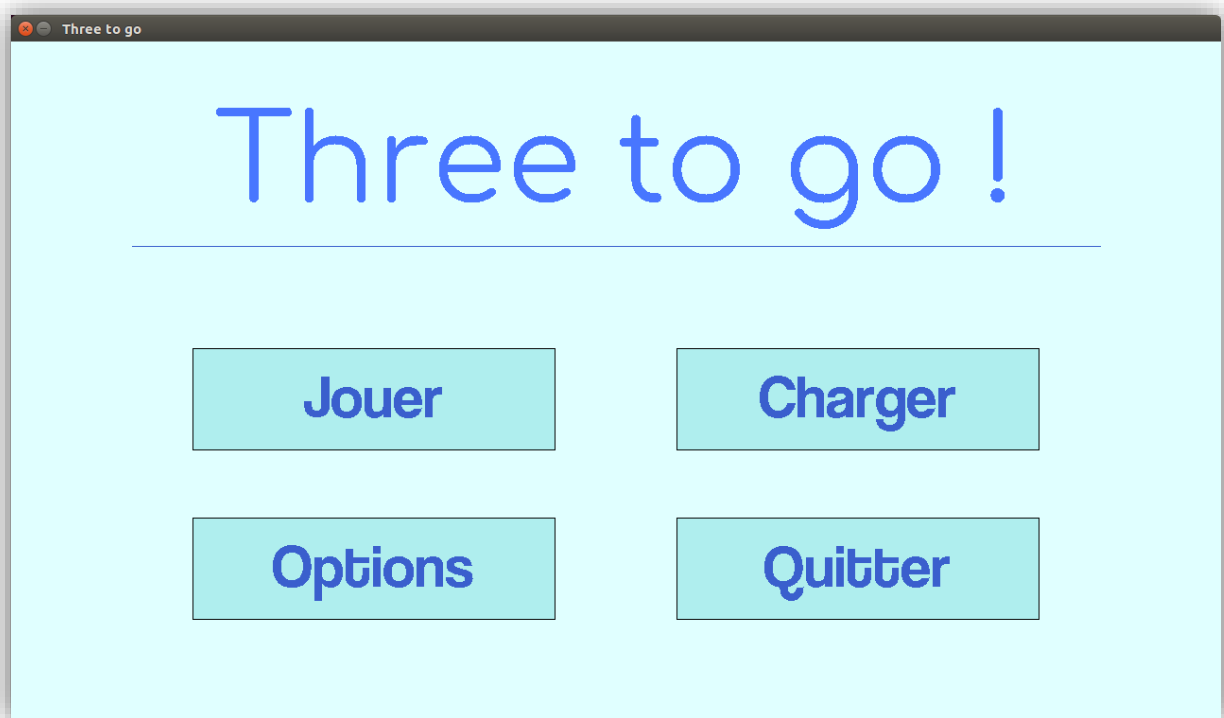 Three to go
Three to go !
Jouer
Charger
Options
Quitter